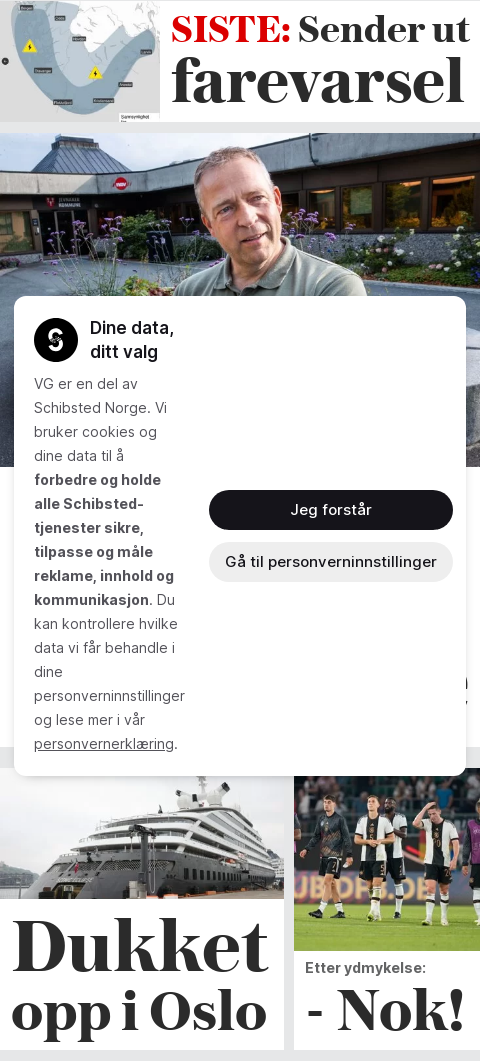 SISTE: Sender ut
farevarsel
Dine data,
ditt valg
VG er en del av
Schibsted Norge. Vi
bruker cookies og
dine data til å
forbedre og holde
alle Schibsted-
tjenester sikre,
tilpasse og måle
reklame, innhold og
kommunikasjon. Du
kan kontrollere hvilke
data vi får behandle i
dine
personverninnstillinger
og lese mer i vår
personvernerklæring.
Jeg forstår
Gå til personverninnstillinger
Dukket
opp i Oslo
Etter ydmykelse:
- Nok!